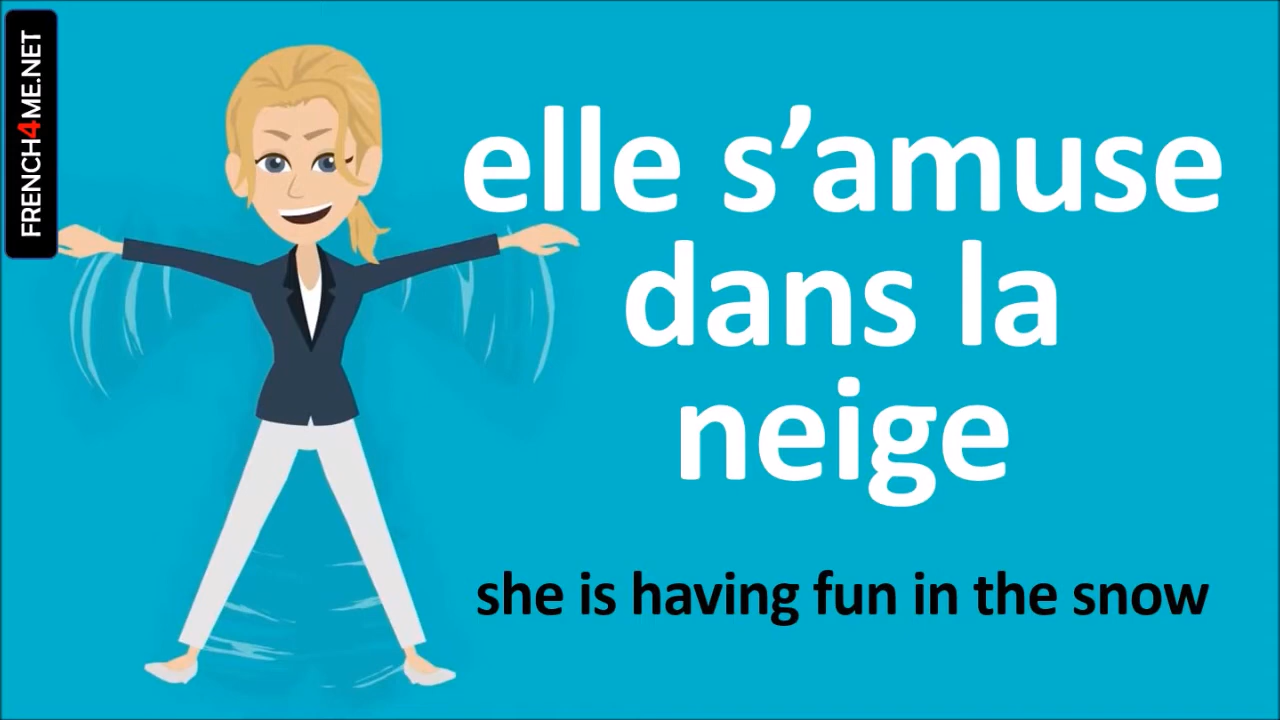 FRENCH4ME.NET
elle s’amuse
dans la
neige
she is having fun in the snow